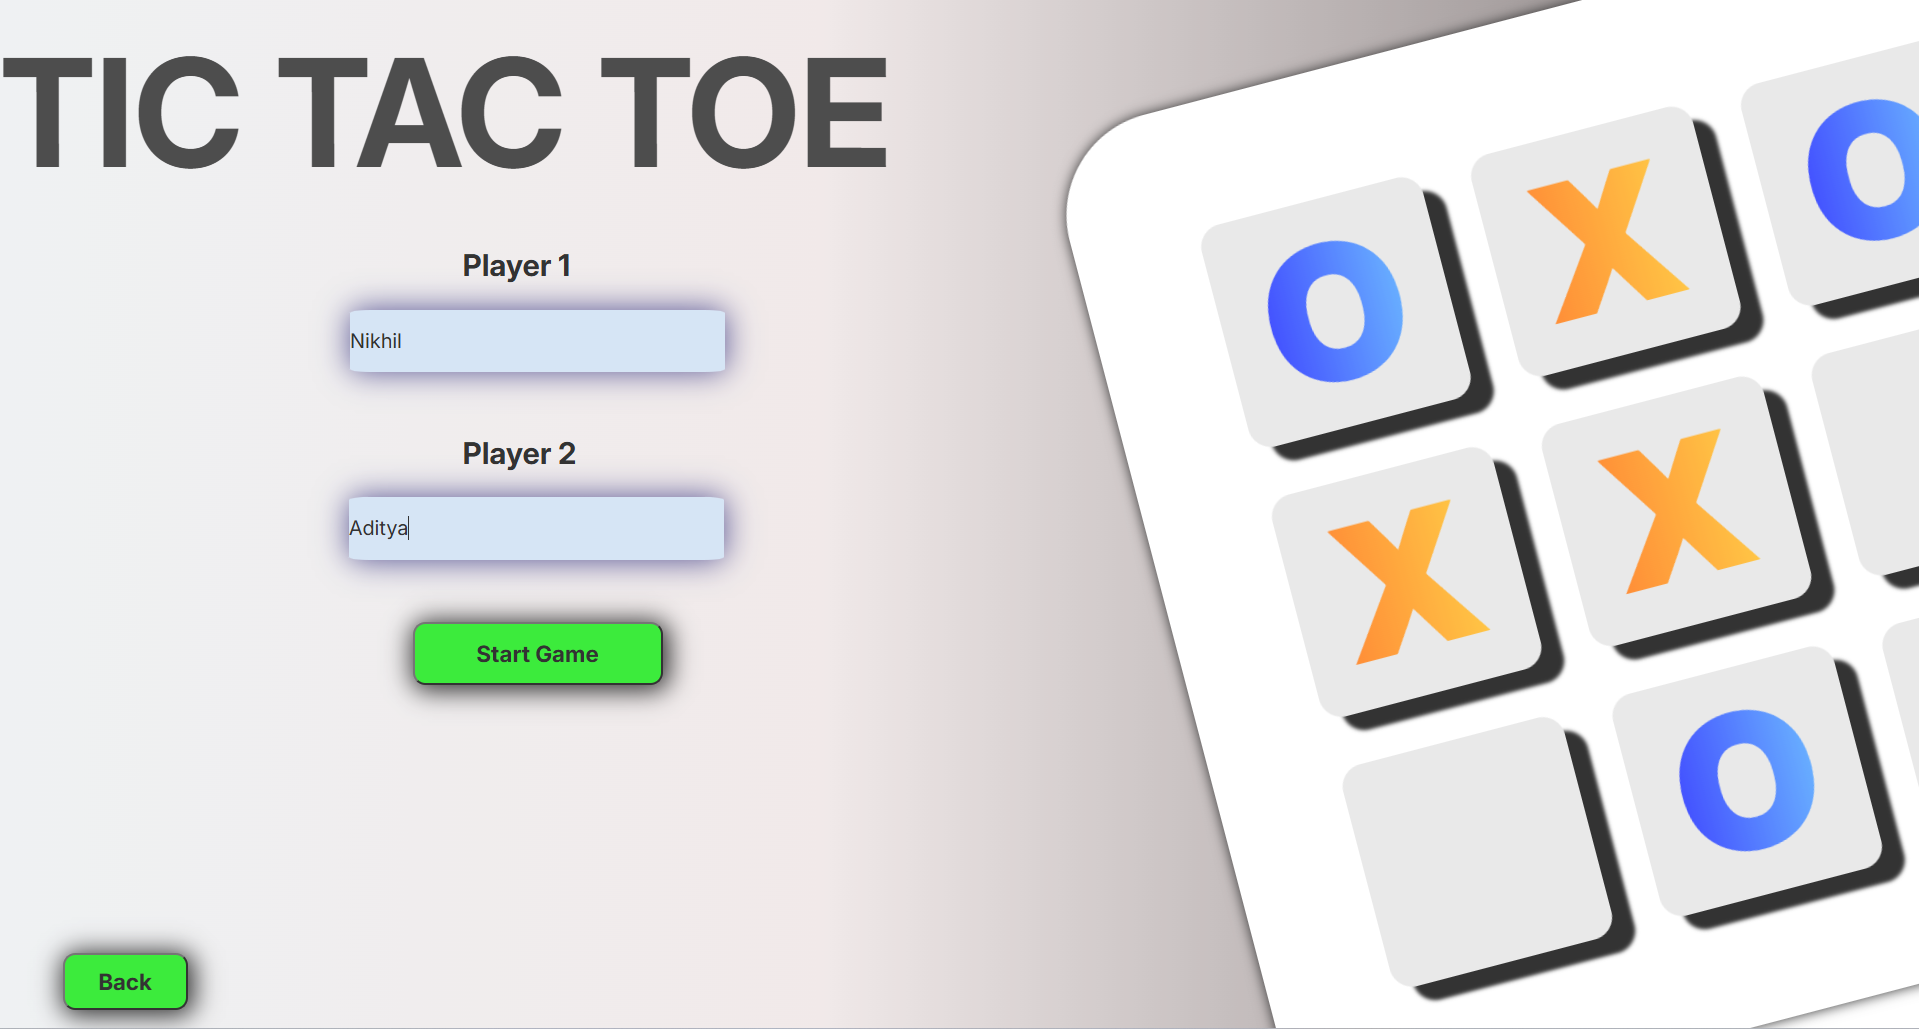 TIC TAC TOE
Player 1
Nikhil
Player 2
Aditya
Start Game
Back
O X O
X X
O